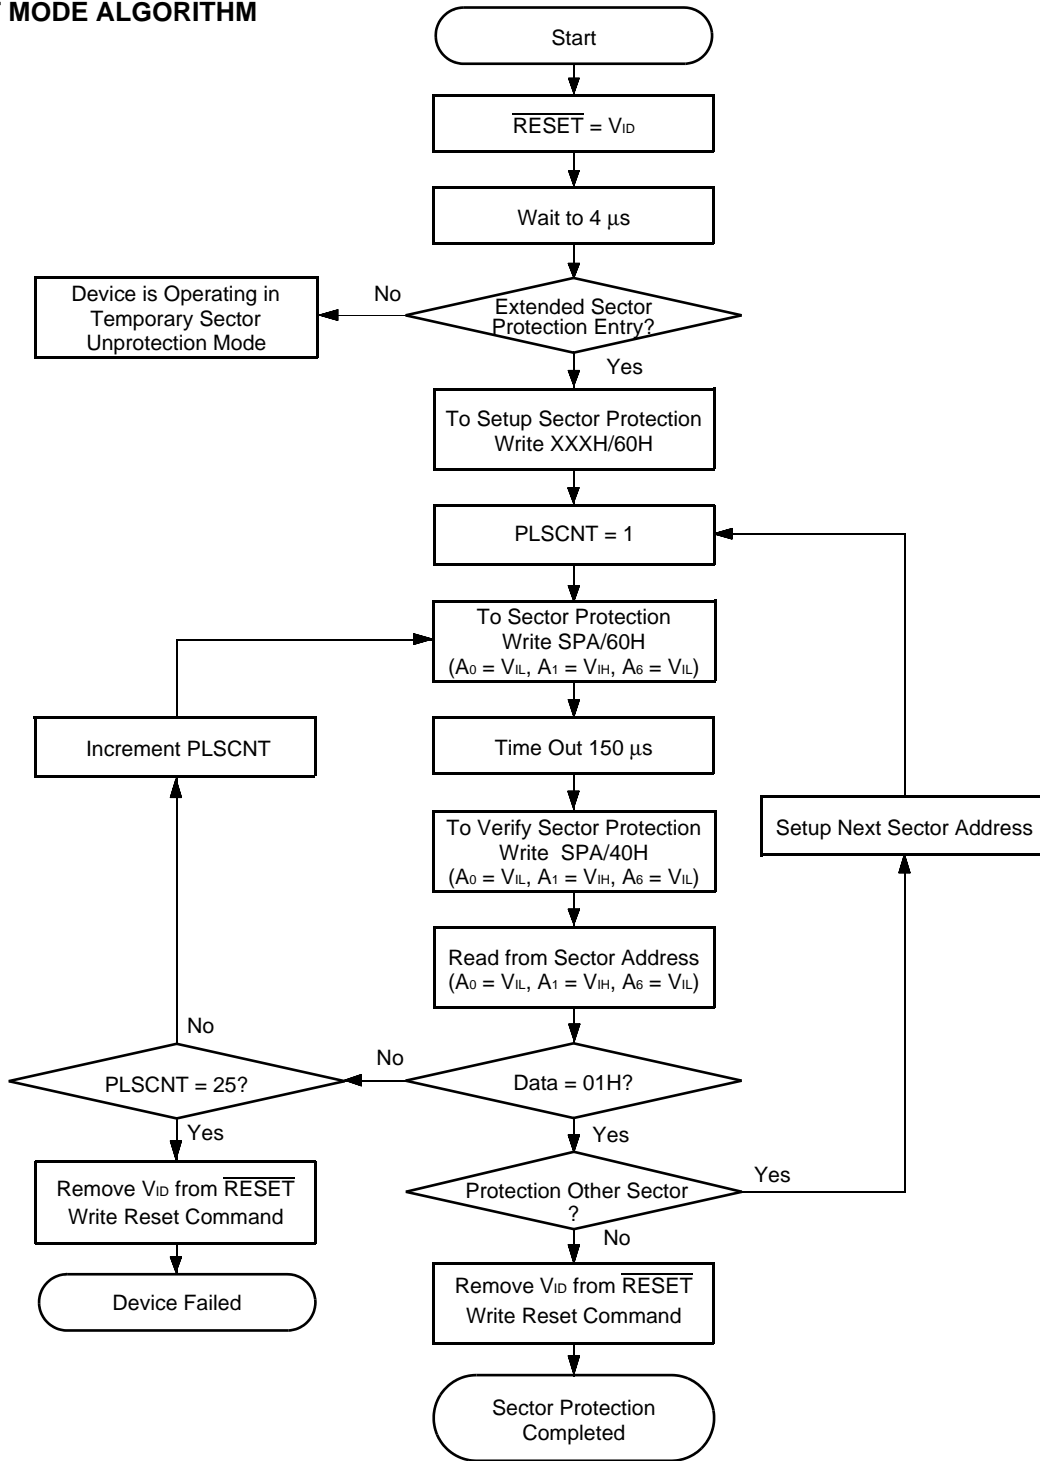 MODE ALGORITHM
Start
RESET = VID
Wait to 4 μs
Extended Sector
Protection Entry?
No
Device is Operating in
Temporary Sector
Unprotection Mode
Yes
To Setup Sector Protection
Write XXXH/60H
PLSCNT = 1
To Sector Protection
Write SPA/60H
(A0 = VIL, A1 = VIH, A6 = VIL)
Increment PLSCNT
Time Out 150 μs
To Verify Sector Protection
Write SPA/40H
(A0 = VIL, A1 = VIH, A6 = VIL)
Setup Next Sector Address
Read from Sector Address
(A0 = VIL, A1 = VIH, A6 = VIL)
No
PLSCNT = 25?
No
Data = 01H?
Yes
Yes
Remove VID from RESET
Write Reset Command
Protection Other Sector
?
Yes
No
Device Failed
Remove VID from RESET
Write Reset Command
Sector Protection
Completed